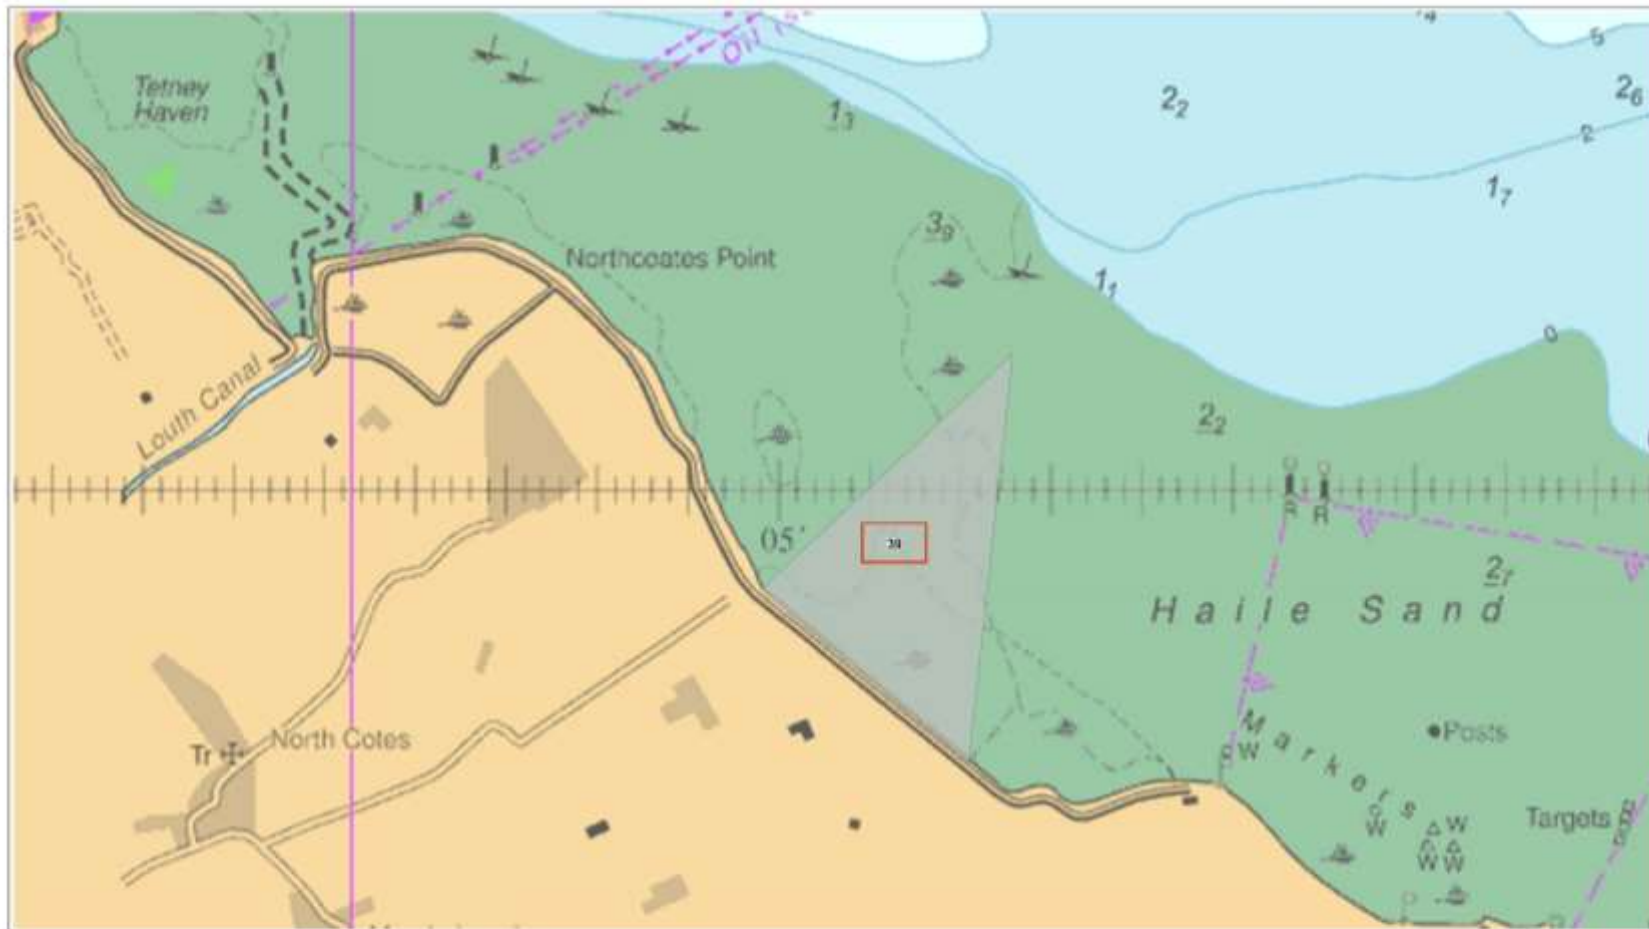 Tetney
Haven
Oil
4
5
2₂
2₆
1₃
2
1₇
3₉
Northcoates Point
1₁
0
Louth Canal
2₂
05´
B
R
Haile Sand
Markers
W
Posts
North Cotes
Tr
W
W
W W
Targets